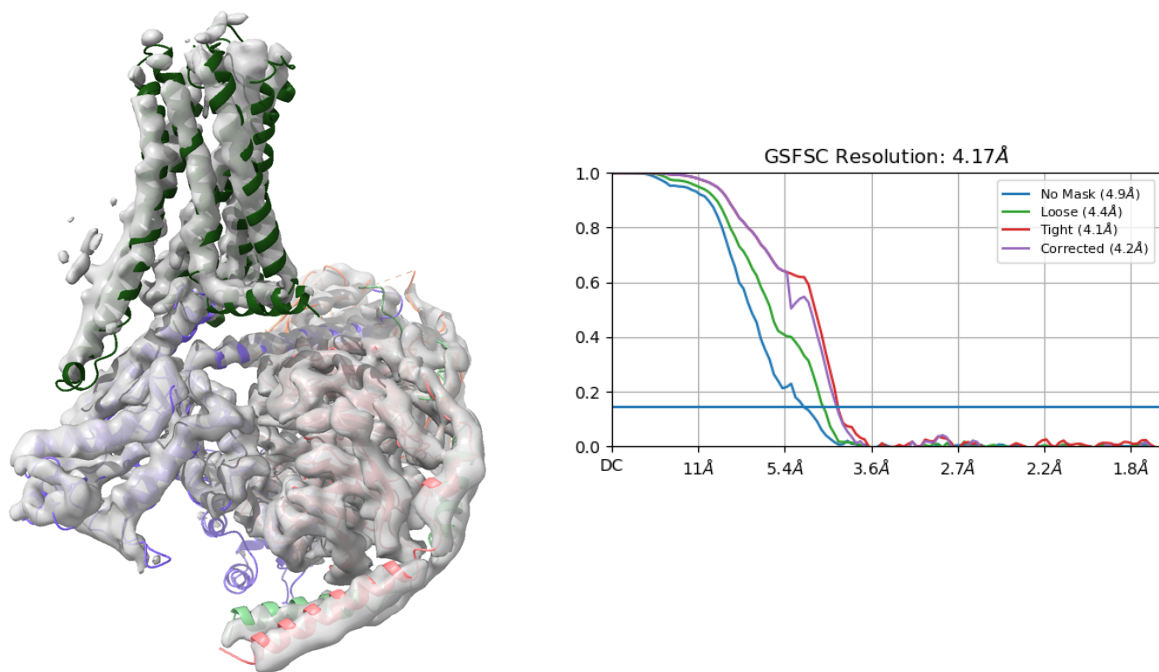 GSFSC Resolution: 4.17Å
1.0
0.8
0.6
0.4
0.2
0.0
No Mask (4.9Å)
Loose (4.4Å)
Tight (4.1Å)
Corrected (4.2Å)
DC
11Å
5.4Å
3.6Å
2.7Å
2.2Å
1.8Å